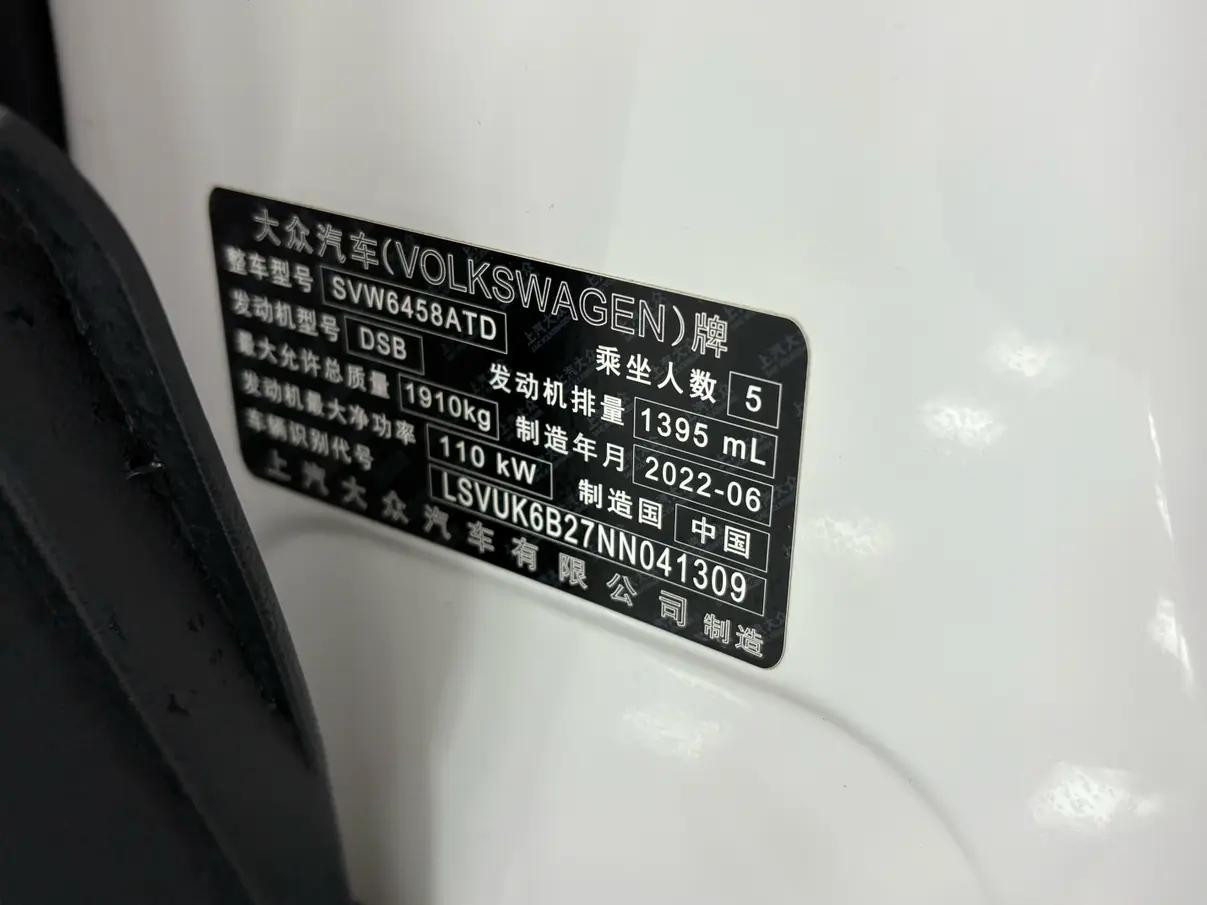 大众汽车(VOLKSWAGEN)牌
整车型号 SVW6458ATD 乘坐人数 5
发动机型号 DSB 发动机排量 1395 mL
最大允许总质量 1910kg 制造年月 2022-06
发动机最大净功率 110 kW 制造国 中国
车辆识别代号 LSVUK6B27NN041309
上汽大众汽车有限公司制造